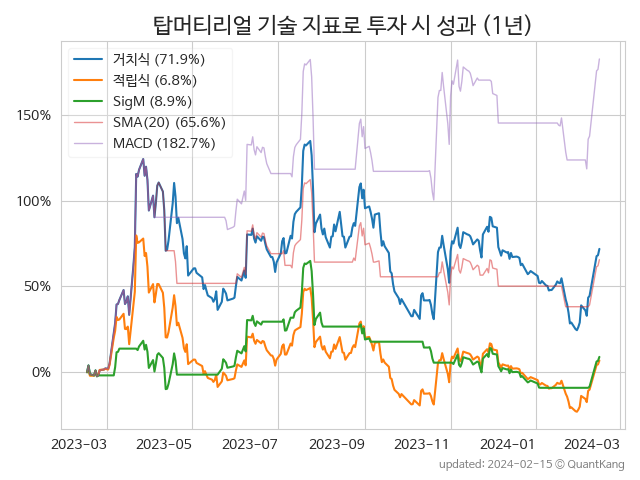 탑머티리얼 기술 지표로 투자 시 성과 (1년)
거치식 (71.9%)
적립식 (6.8%)
SigM (8.9%)
SMA(20) (65.6%)
MACD (182.7%)
150%
100%
50%
0%
2023-03 2023-05 2023-07 2023-09 2023-11 2024-01 2024-03
updated: 2024-02-15 © QuantKang